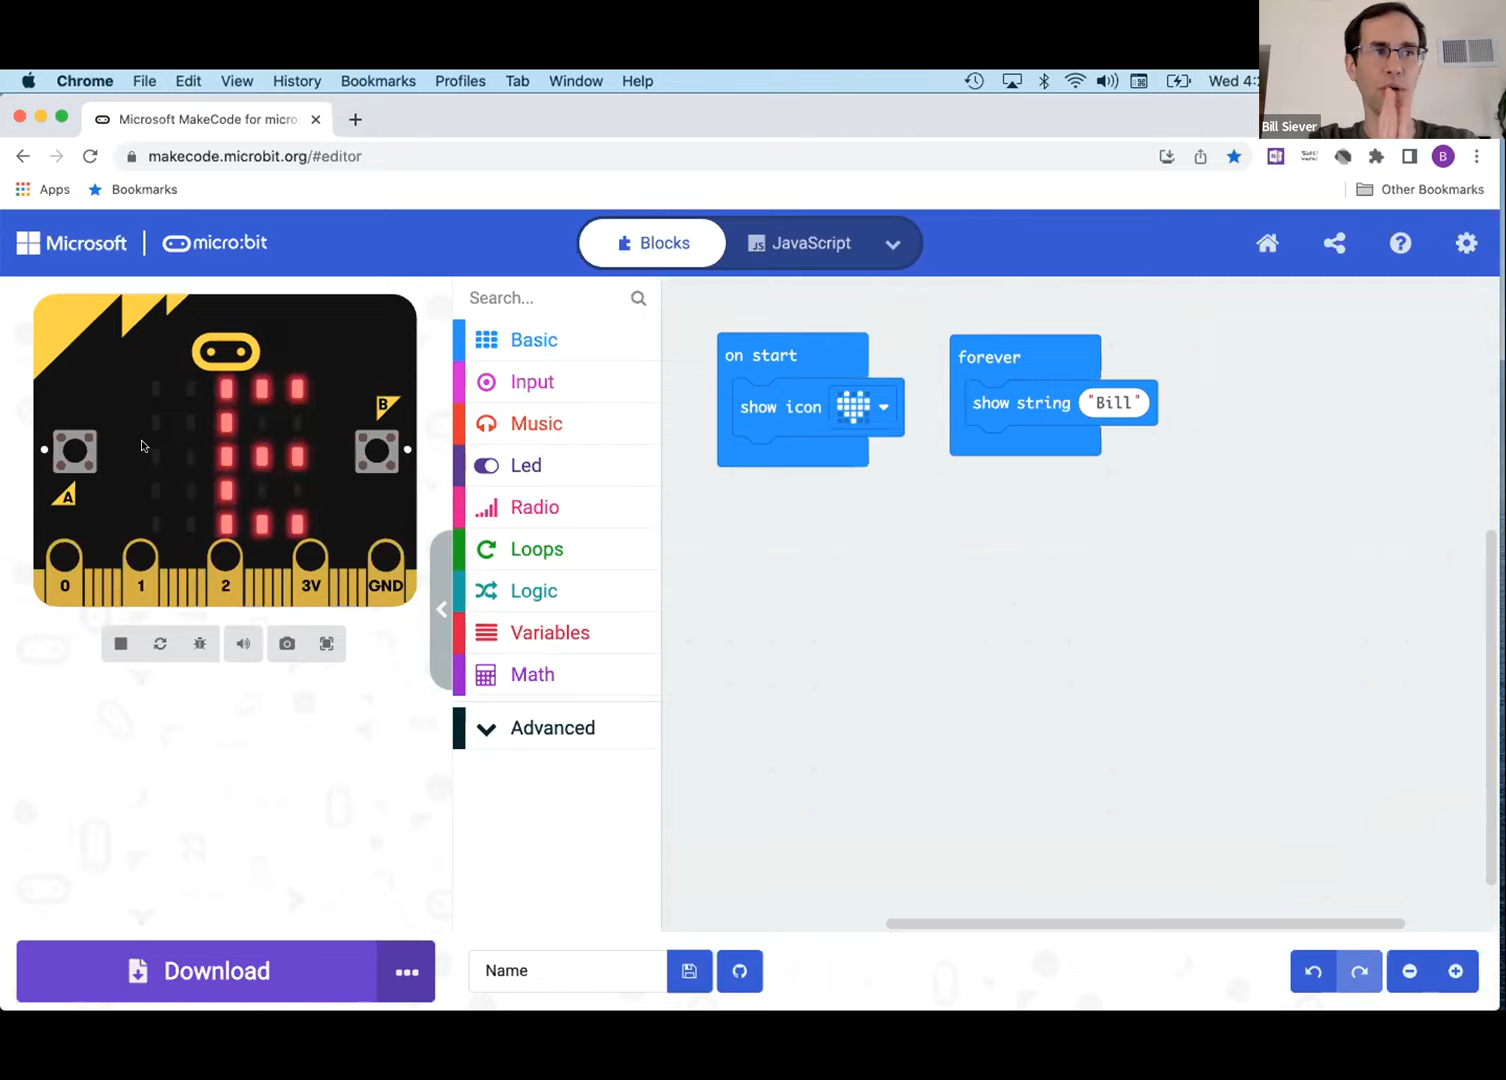 Chrome File Edit View History Bookmarks Profiles Tab Window Help Wed 4:
Bill Siever
Microsoft MakeCode for micro
makecode.microbit.org/#editor
B
Apps Bookmarks Other Bookmarks
Microsoft micro:bit Blocks JS JavaScript
Search...
Basic
Input
Music
Led
Radio
Loops
Logic
Variables
Math
Advanced
on start
show icon
forever
show string "Bill"
B
A
0 1 2 3V GND
Download
Name